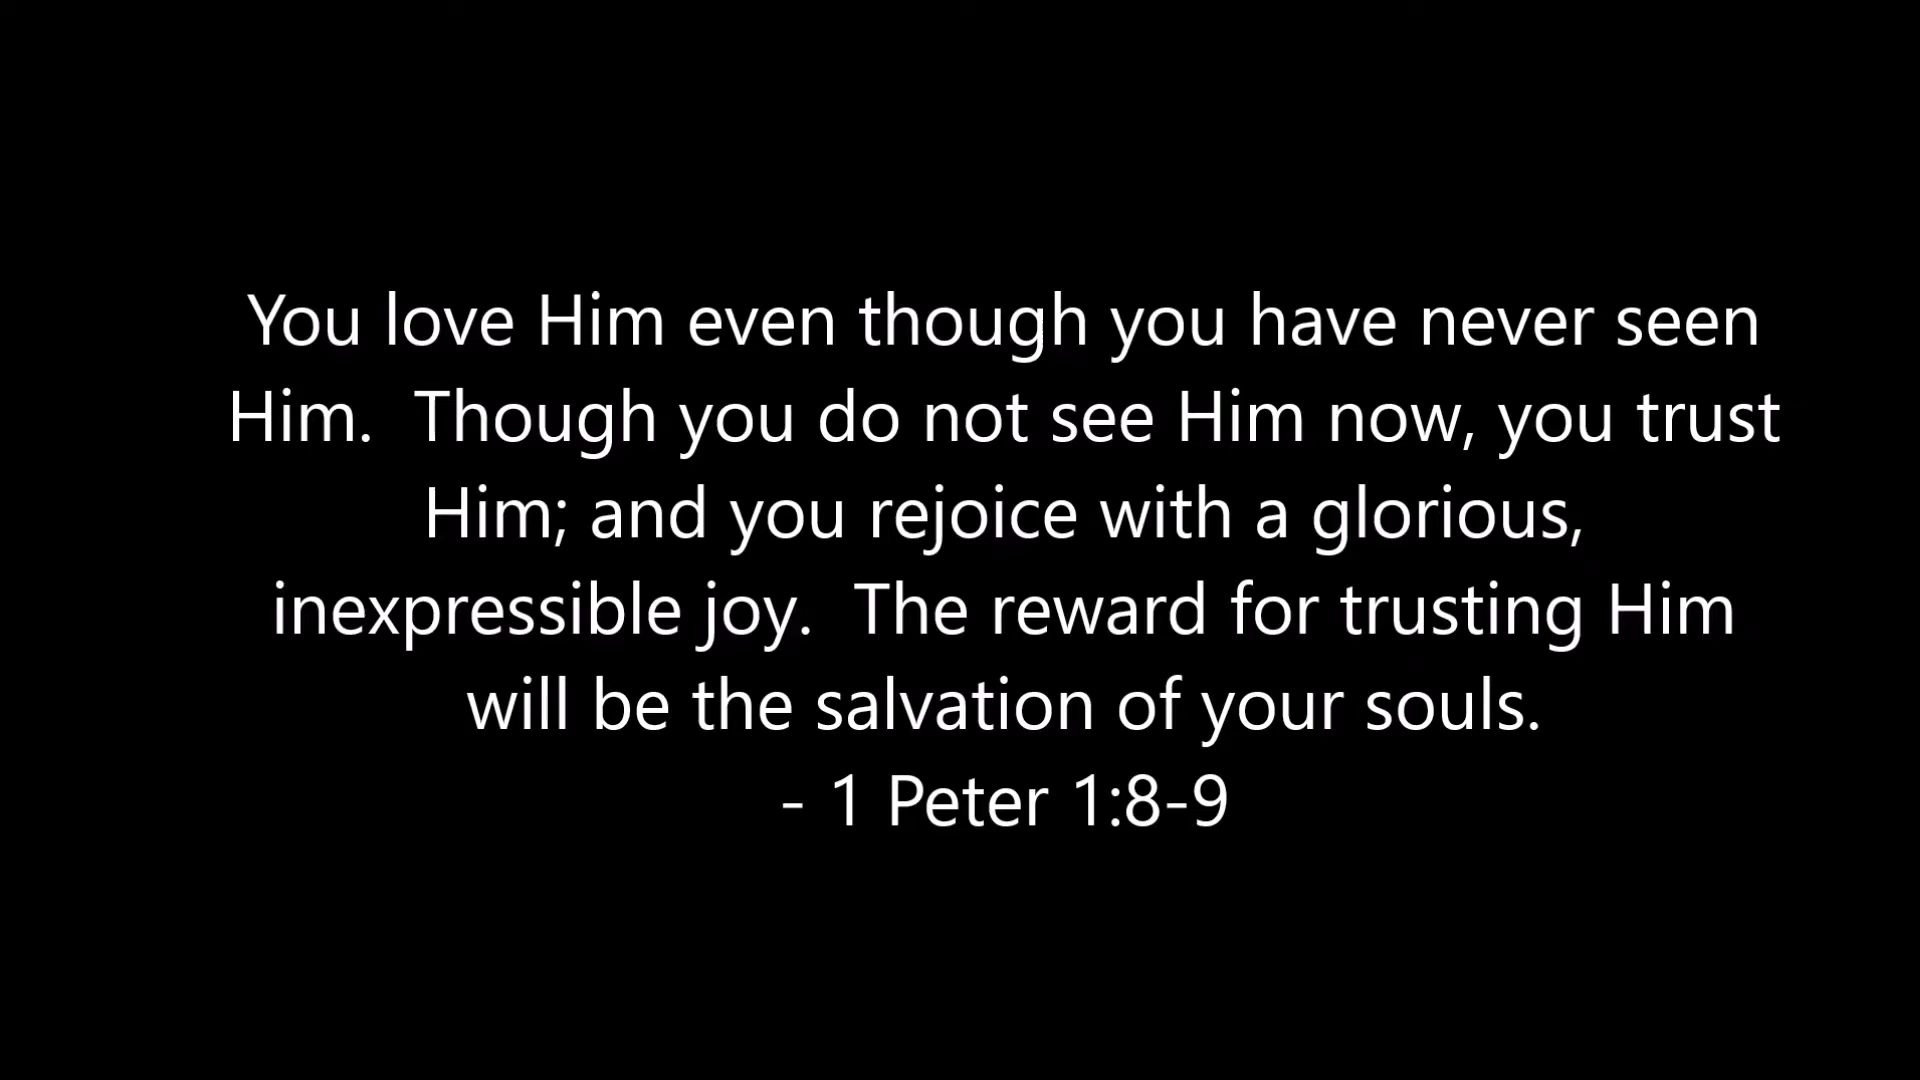 You love Him even though you have never seen
Him.  Though you do not see Him now, you trust
Him; and you rejoice with a glorious,
inexpressible joy.  The reward for trusting Him
will be the salvation of your souls.
- 1 Peter 1:8-9